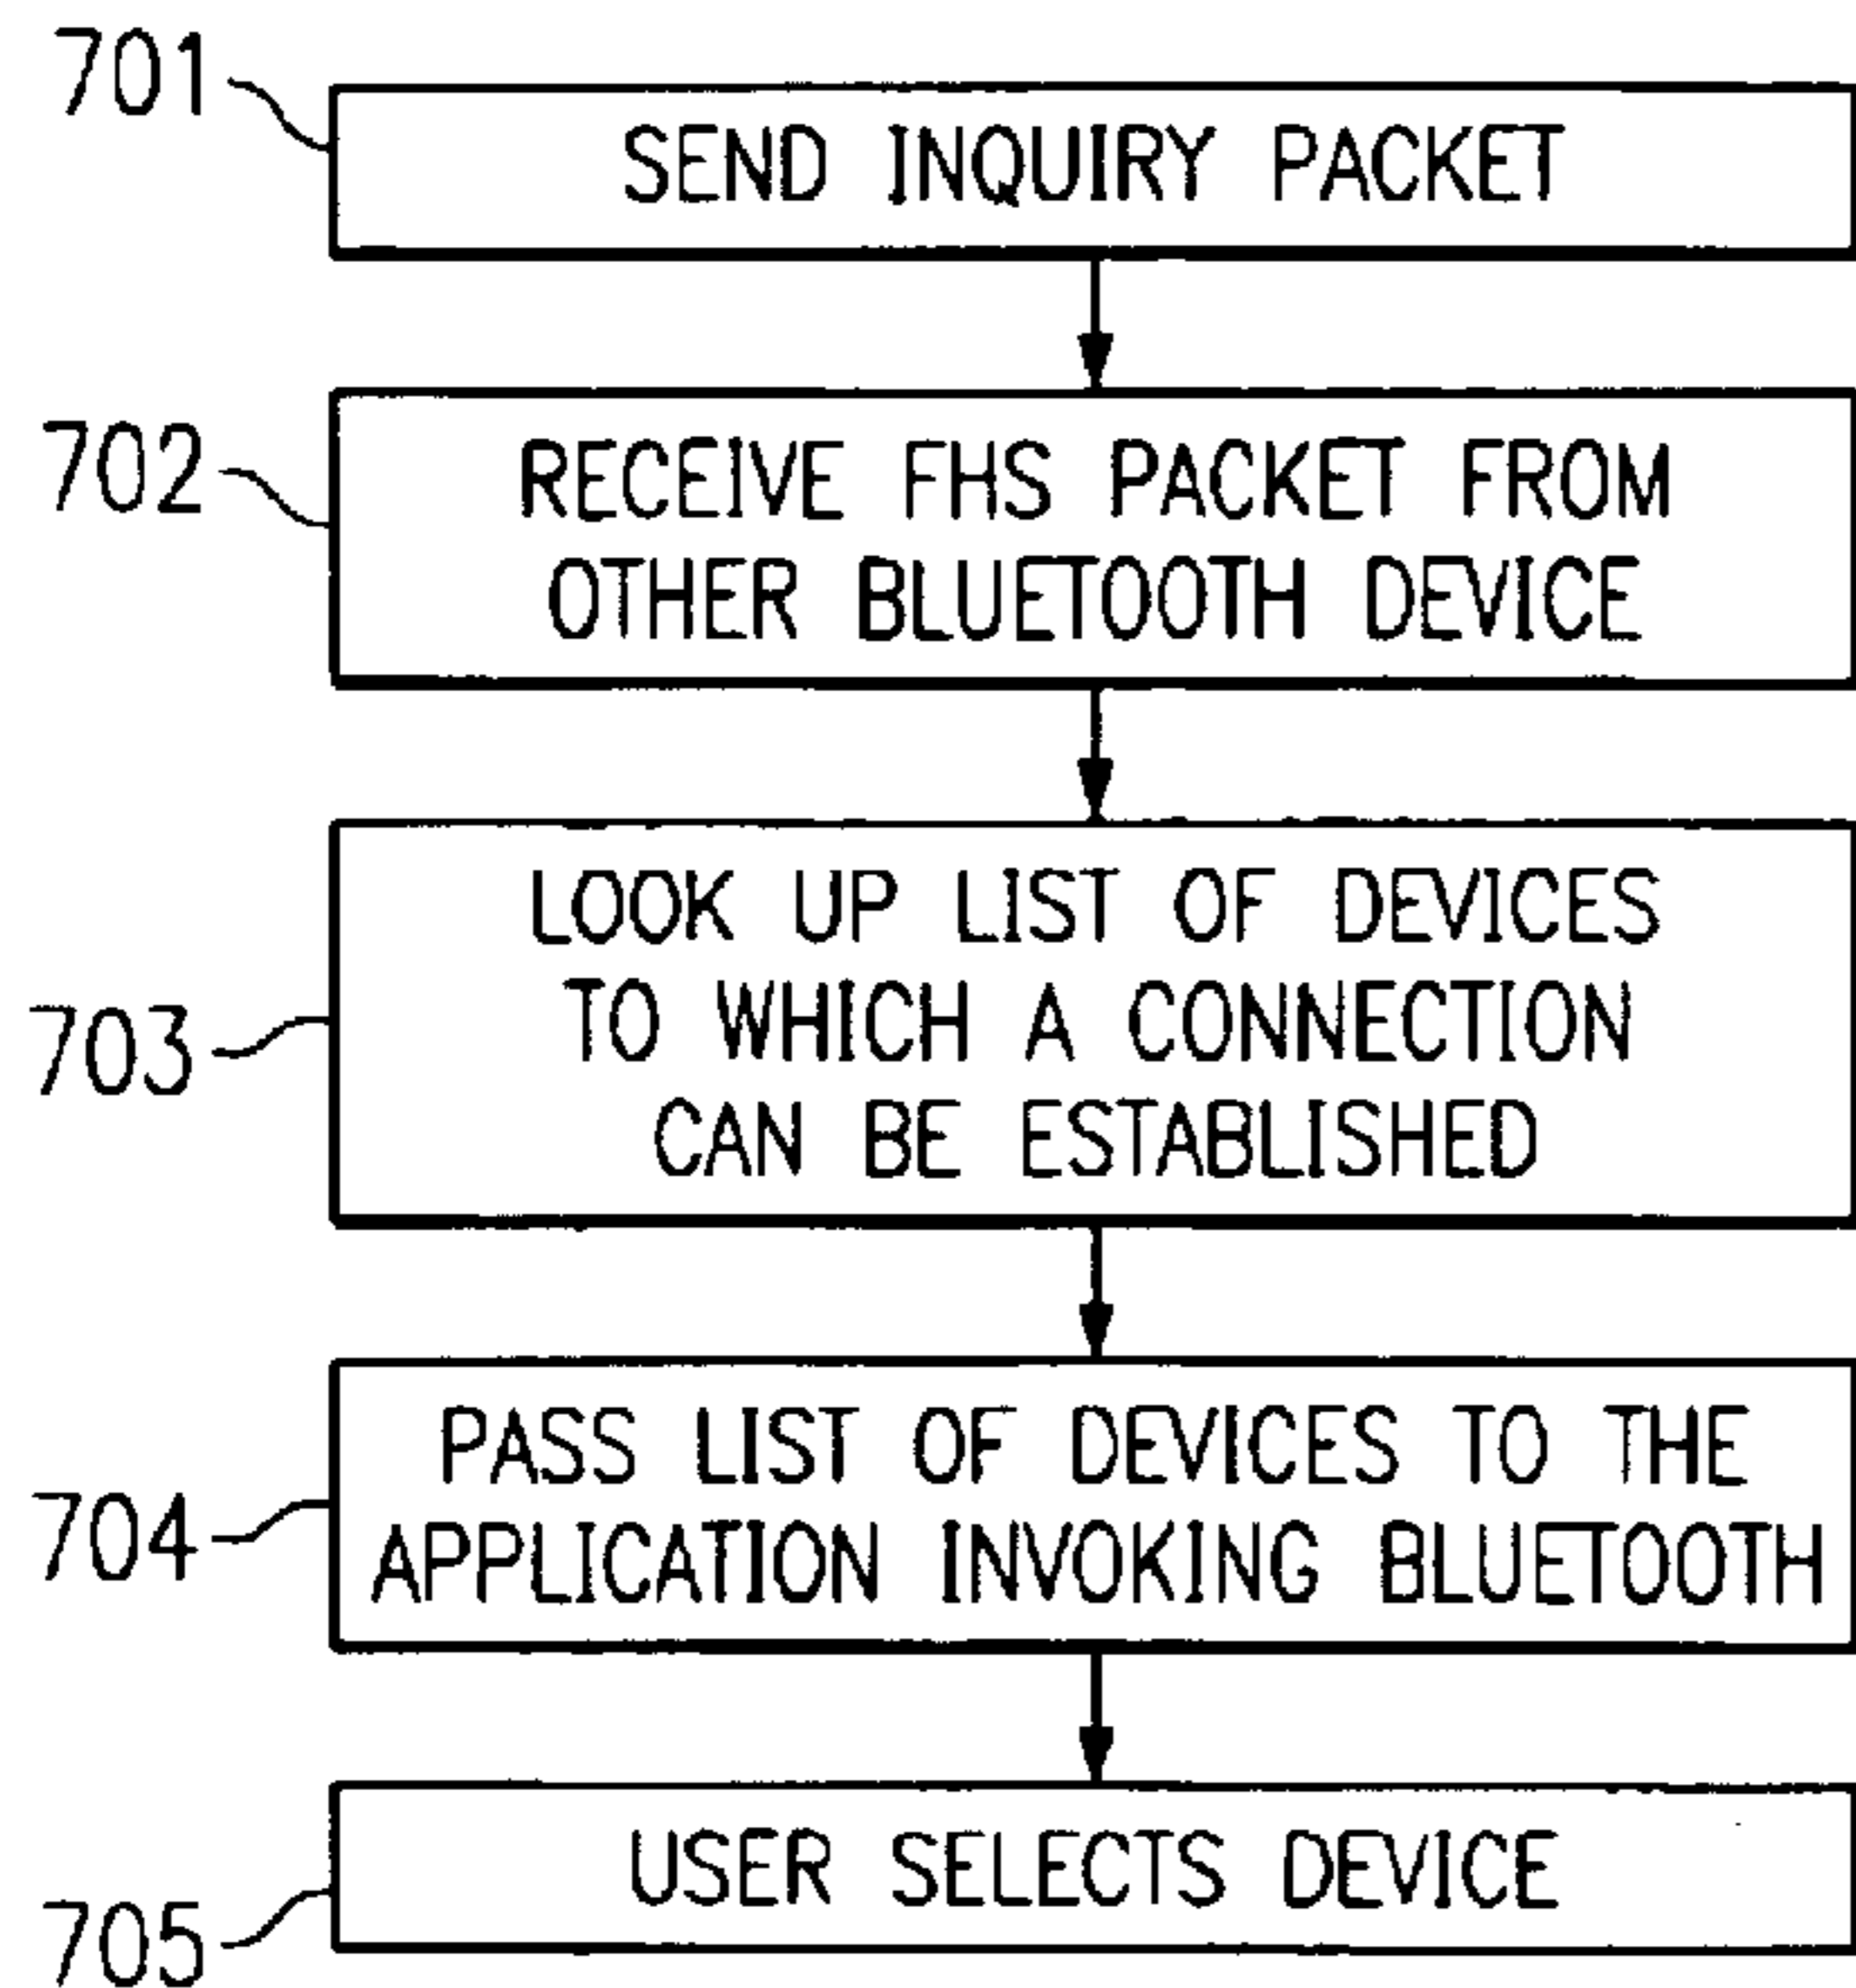 701
SEND INQUIRY PACKET
702
RECEIVE FHS PACKET FROM
OTHER BLUETOOTH DEVICE
703
LOOK UP LIST OF DEVICES
TO WHICH A CONNECTION
CAN BE ESTABLISHED
704
PASS LIST OF DEVICES TO THE
APPLICATION INVOKING BLUETOOTH
705
USER SELECTS DEVICE